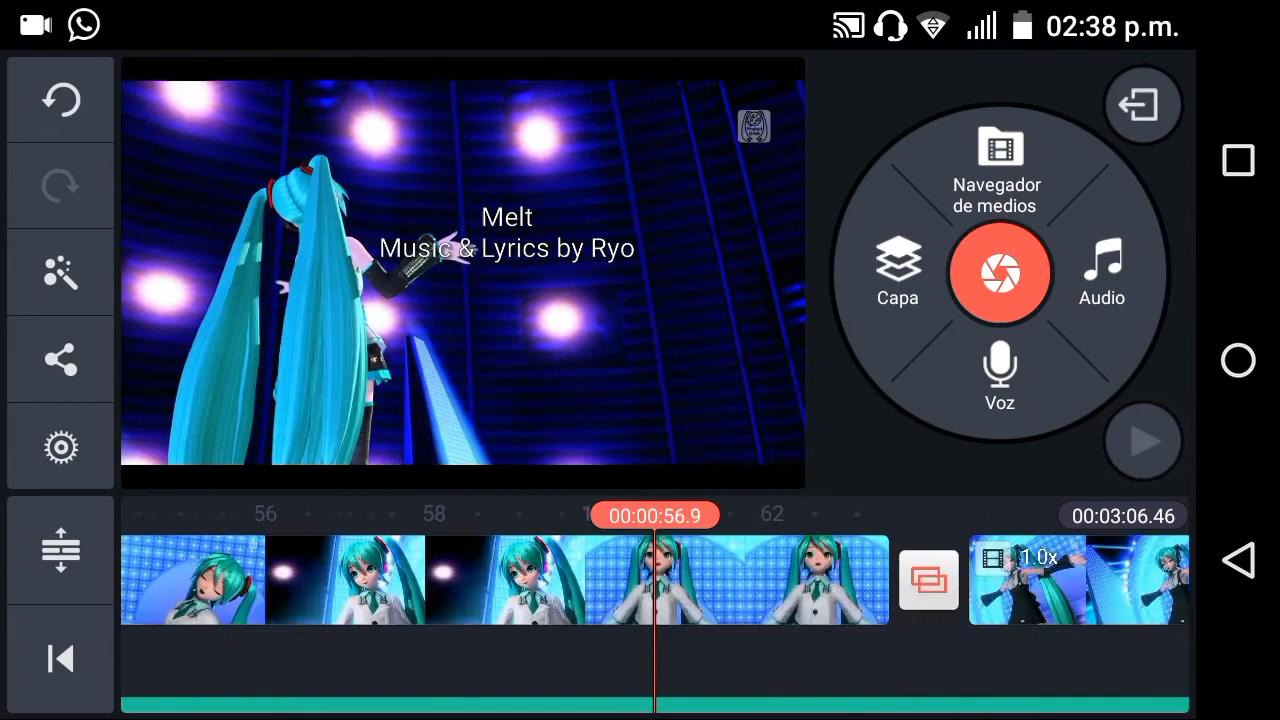 02:38 p.m.
Melt
Music & Lyrics by Ryo
Navegador
de medios
Capa
Audio
Voz
56
58
00:00:56.9
62
00:03:06.46
1.0x